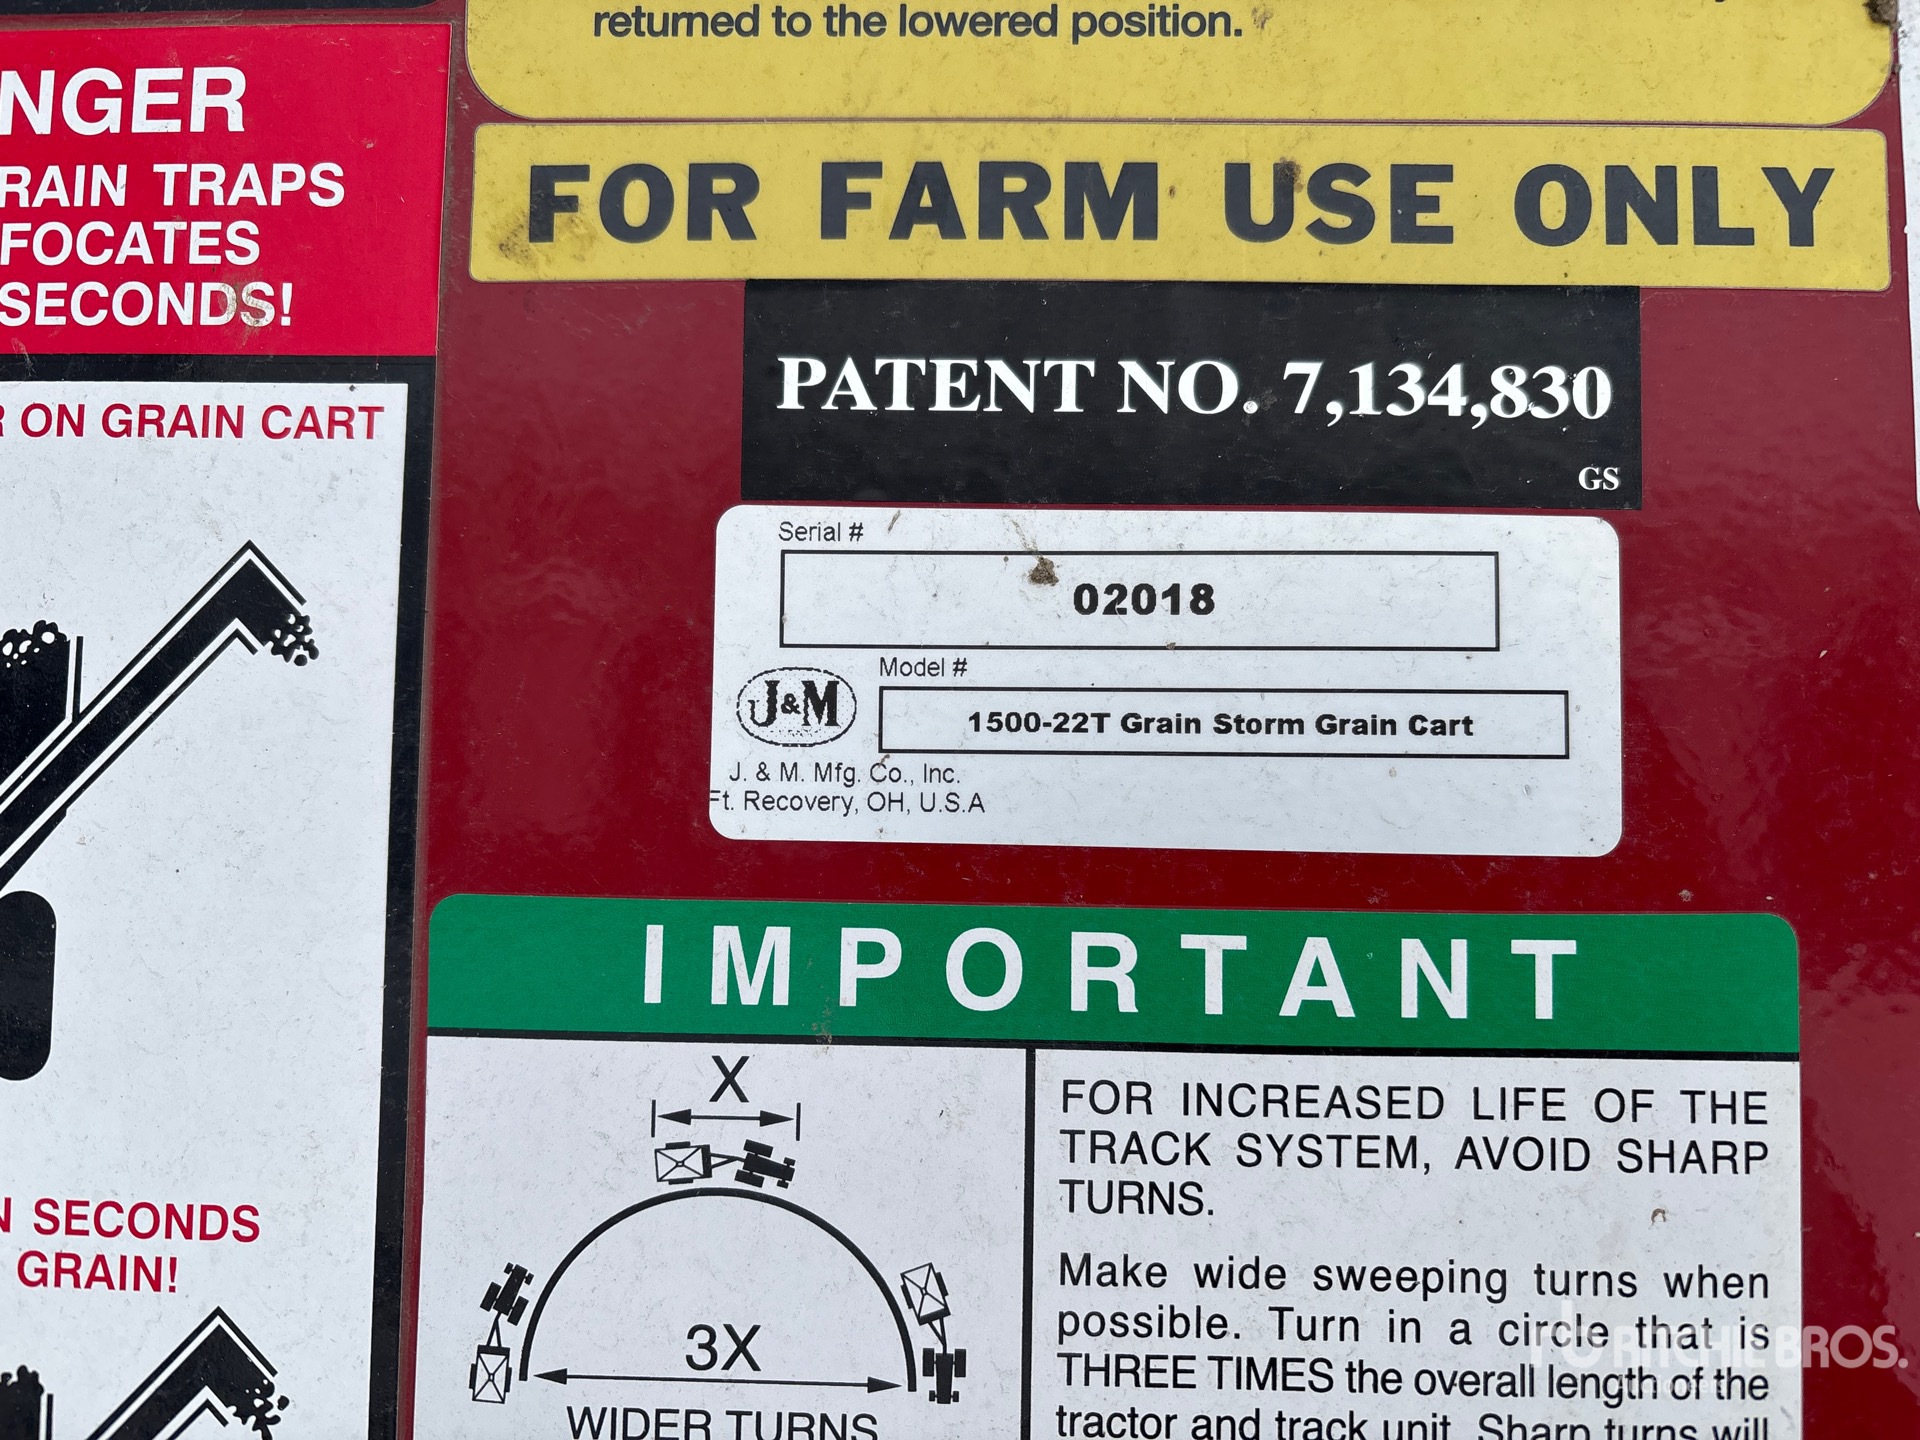 returned to the lowered position.
NGER
RAIN TRAPS
FOCATES
SECONDS!
R ON GRAIN CART
N SECONDS
GRAIN!
FOR FARM USE ONLY
PATENT NO. 7,134,830
GS
Serial #
02018
Model #
J&M
1500-22T Grain Storm Grain Cart
J. & M. Mfg. Co., Inc.
Ft. Recovery, OH, U.S.A
IMPORTANT
X
3X
WIDER TURNS
FOR INCREASED LIFE OF THE
TRACK SYSTEM, AVOID SHARP
TURNS.
Make wide sweeping turns when
possible. Turn in a circle that is
THREE TIMES the overall length of the
tractor and track unit. Sharp turns will
RITCHIE BROS.